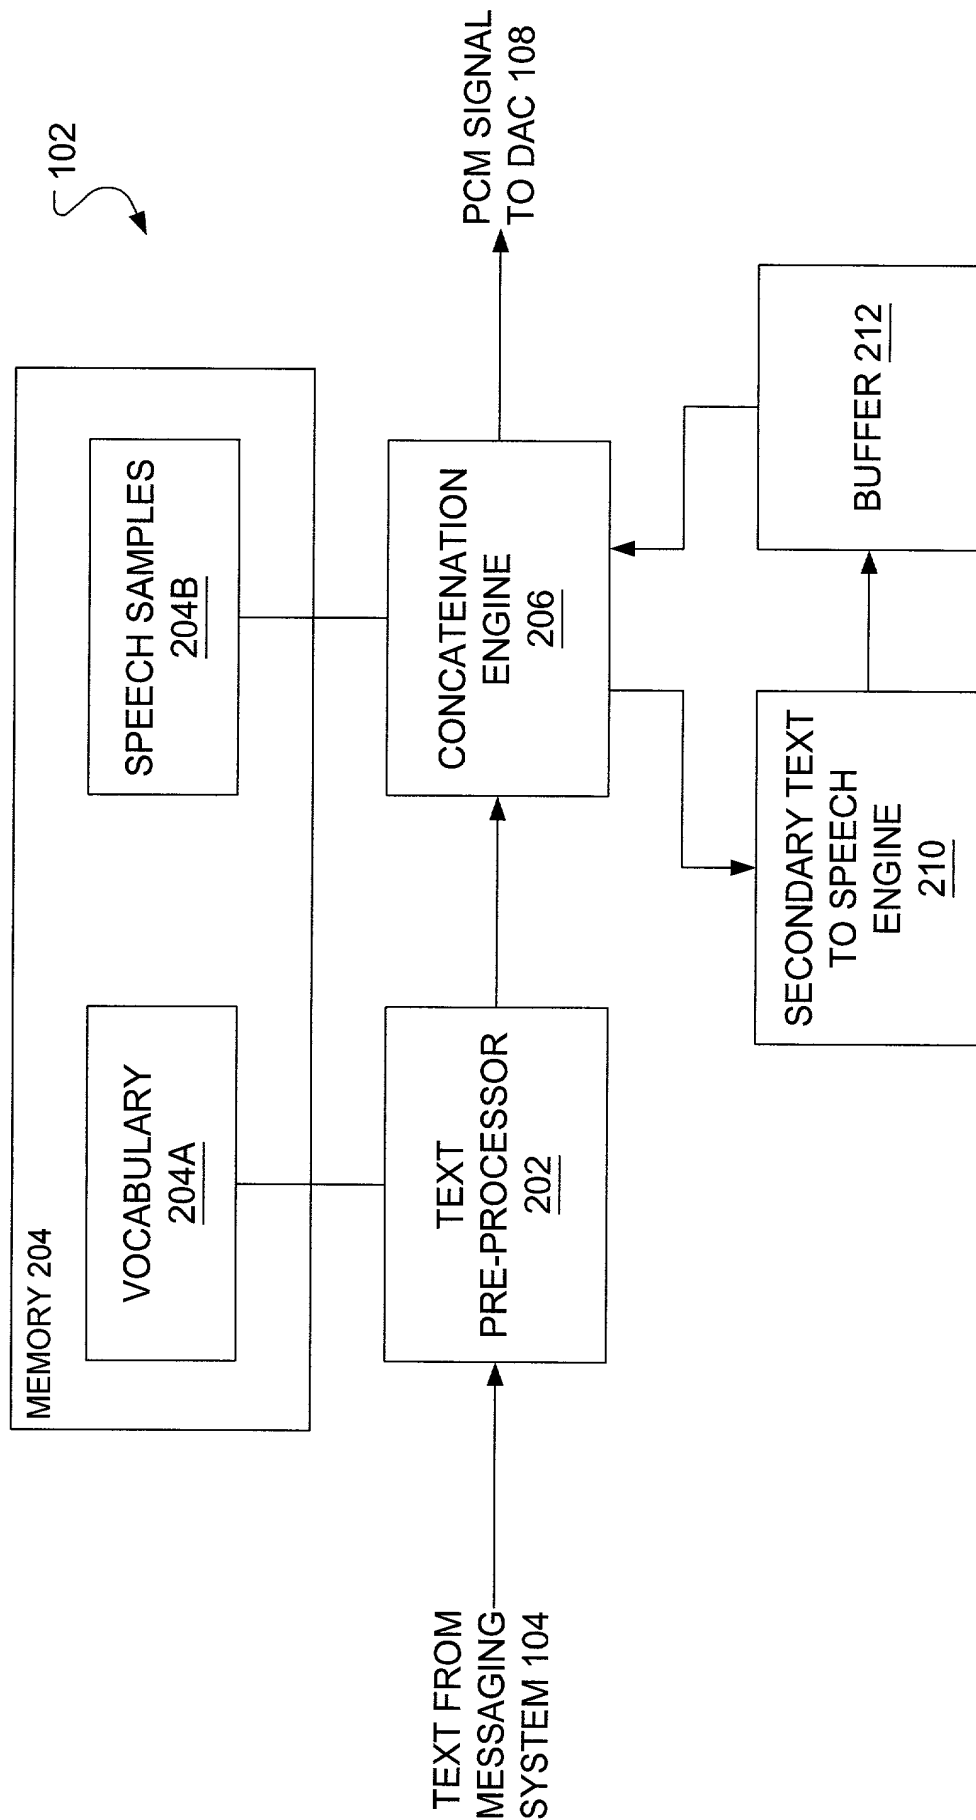 102
MEMORY 204
VOCABULARY
204A
SPEECH SAMPLES
204B
TEXT FROM
MESSAGING
SYSTEM 104
TEXT
PRE-PROCESSOR
202
CONCATENATION
ENGINE
206
PCM SIGNAL
TO DAC 108
SECONDARY TEXT
TO SPEECH
ENGINE
210
BUFFER 212